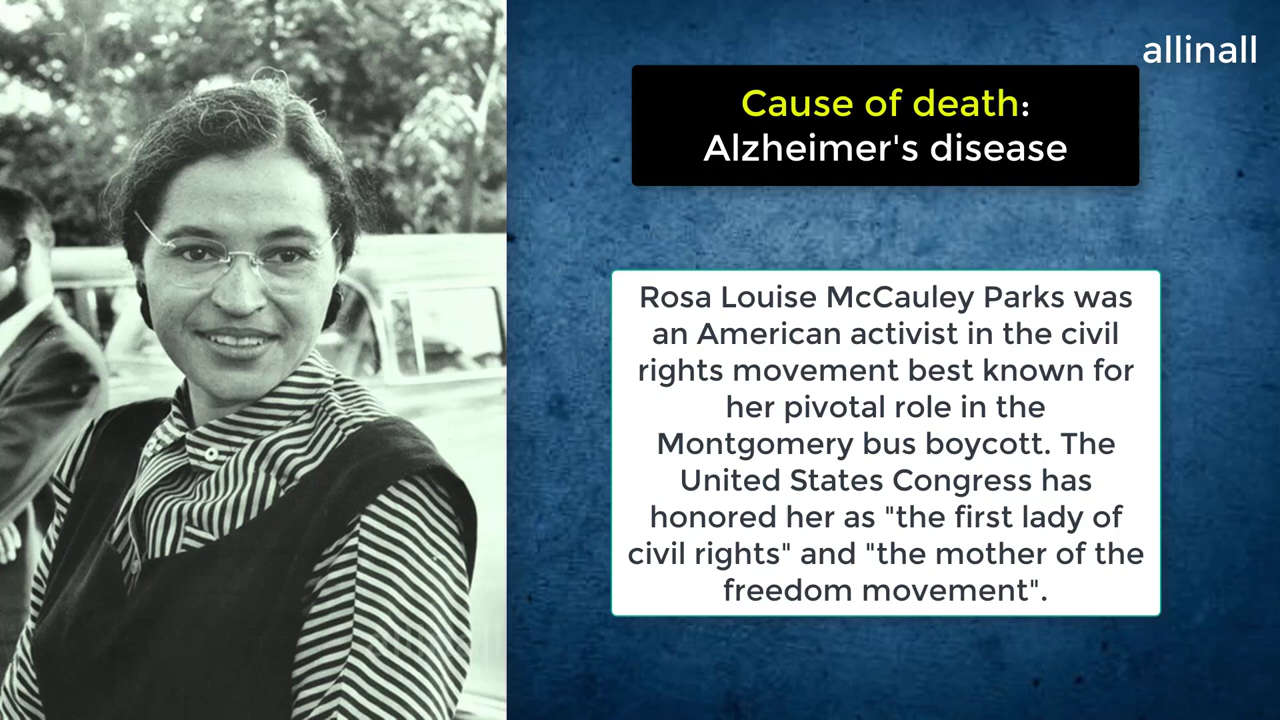 allinall
Cause of death:
Alzheimer's disease
Rosa Louise McCauley Parks was
an American activist in the civil
rights movement best known for
her pivotal role in the
Montgomery bus boycott. The
United States Congress has
honored her as "the first lady of
civil rights" and "the mother of the
freedom movement".